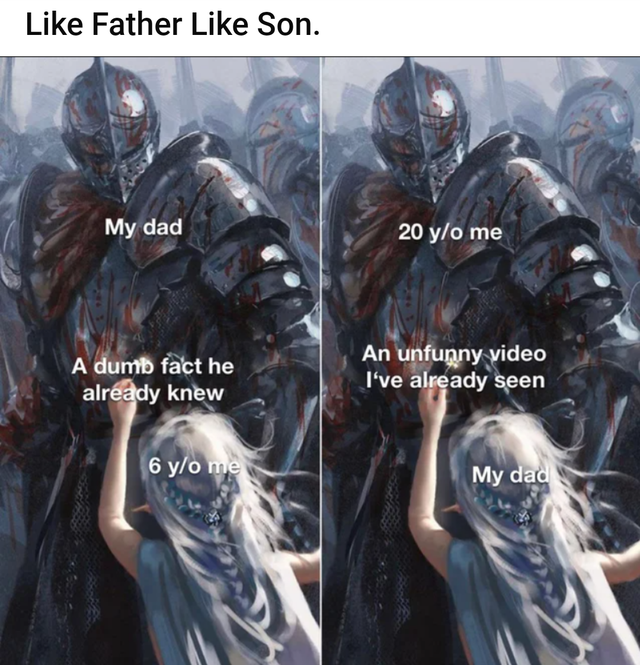 Like Father Like Son.
My dad
A dumb fact he
already knew
6 y/o me
20 y/o me
An unfunny video
I've already seen
My dad